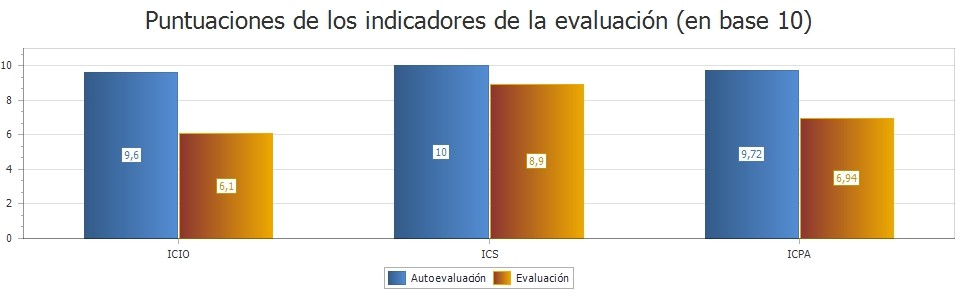 Puntuaciones de los indicadores de la evaluación (en base 10)
10
8
6
4
2
0
9,6
6,1
10
8,9
9,72
6,94
ICIO
ICS
ICPA
Autoevaluación
Evaluación